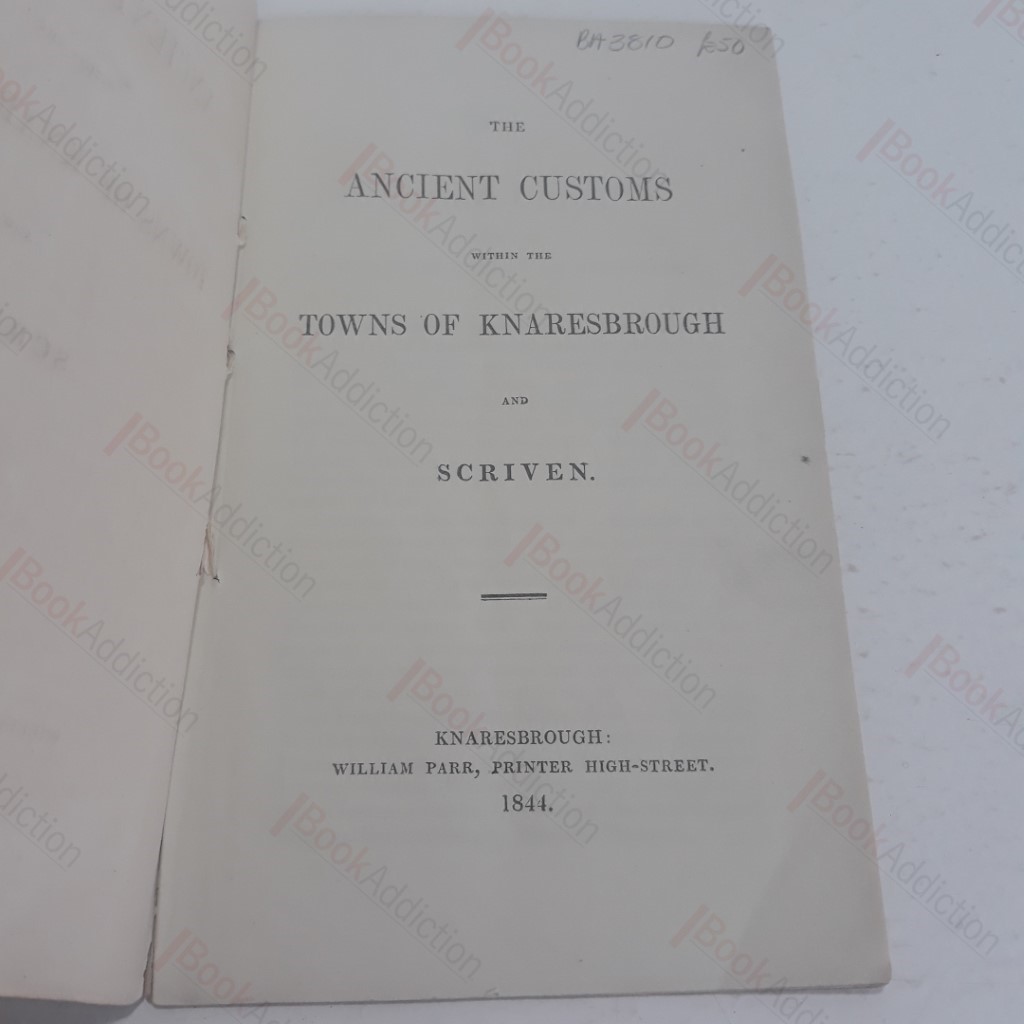 BA3810 £50
THE
ANCIENT CUSTOMS
WITHIN THE
TOWNS OF KNARESBROUGH
AND
SCRIVEN.
KNARESBROUGH:
WILLIAM PARR, PRINTER HIGH-STREET.
1844.
BookAddiction